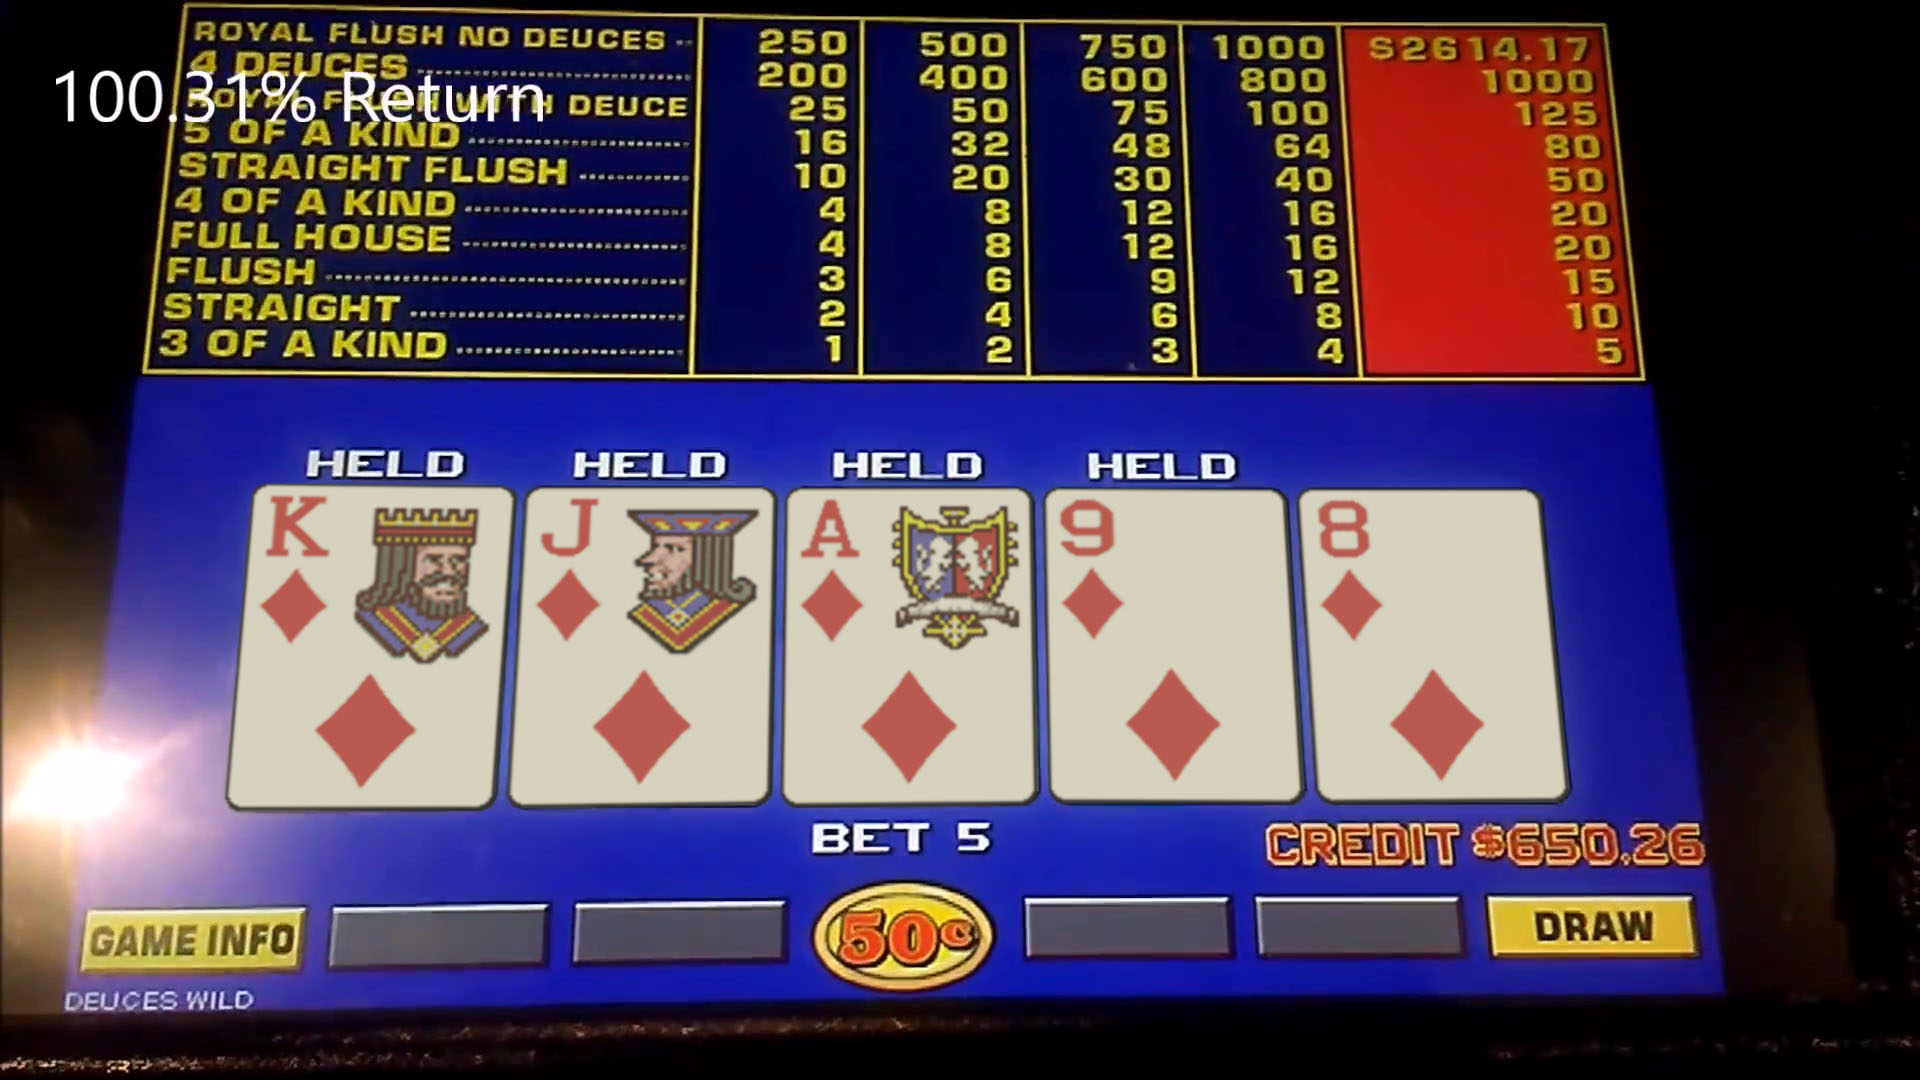 ROYAL FLUSH NO DEUCES 250 500 750 1000 $2614.17
4 DEUCES 200 400 600 800 1000
100.31% Return
ROYAL FLUSH WITH DEUCE 25 50 75 100 125
5 OF A KIND 16 32 48 64 80
STRAIGHT FLUSH 10 20 30 40 50
4 OF A KIND 4 8 12 16 20
FULL HOUSE 4 8 12 16 20
FLUSH 3 6 9 12 15
STRAIGHT 2 4 6 8 10
3 OF A KIND 1 2 3 4 5
HELD HELD HELD HELD
K J A 9 8
BET 5 CREDIT $650.26
GAME INFO 50¢ DRAW
DEUCES WILD